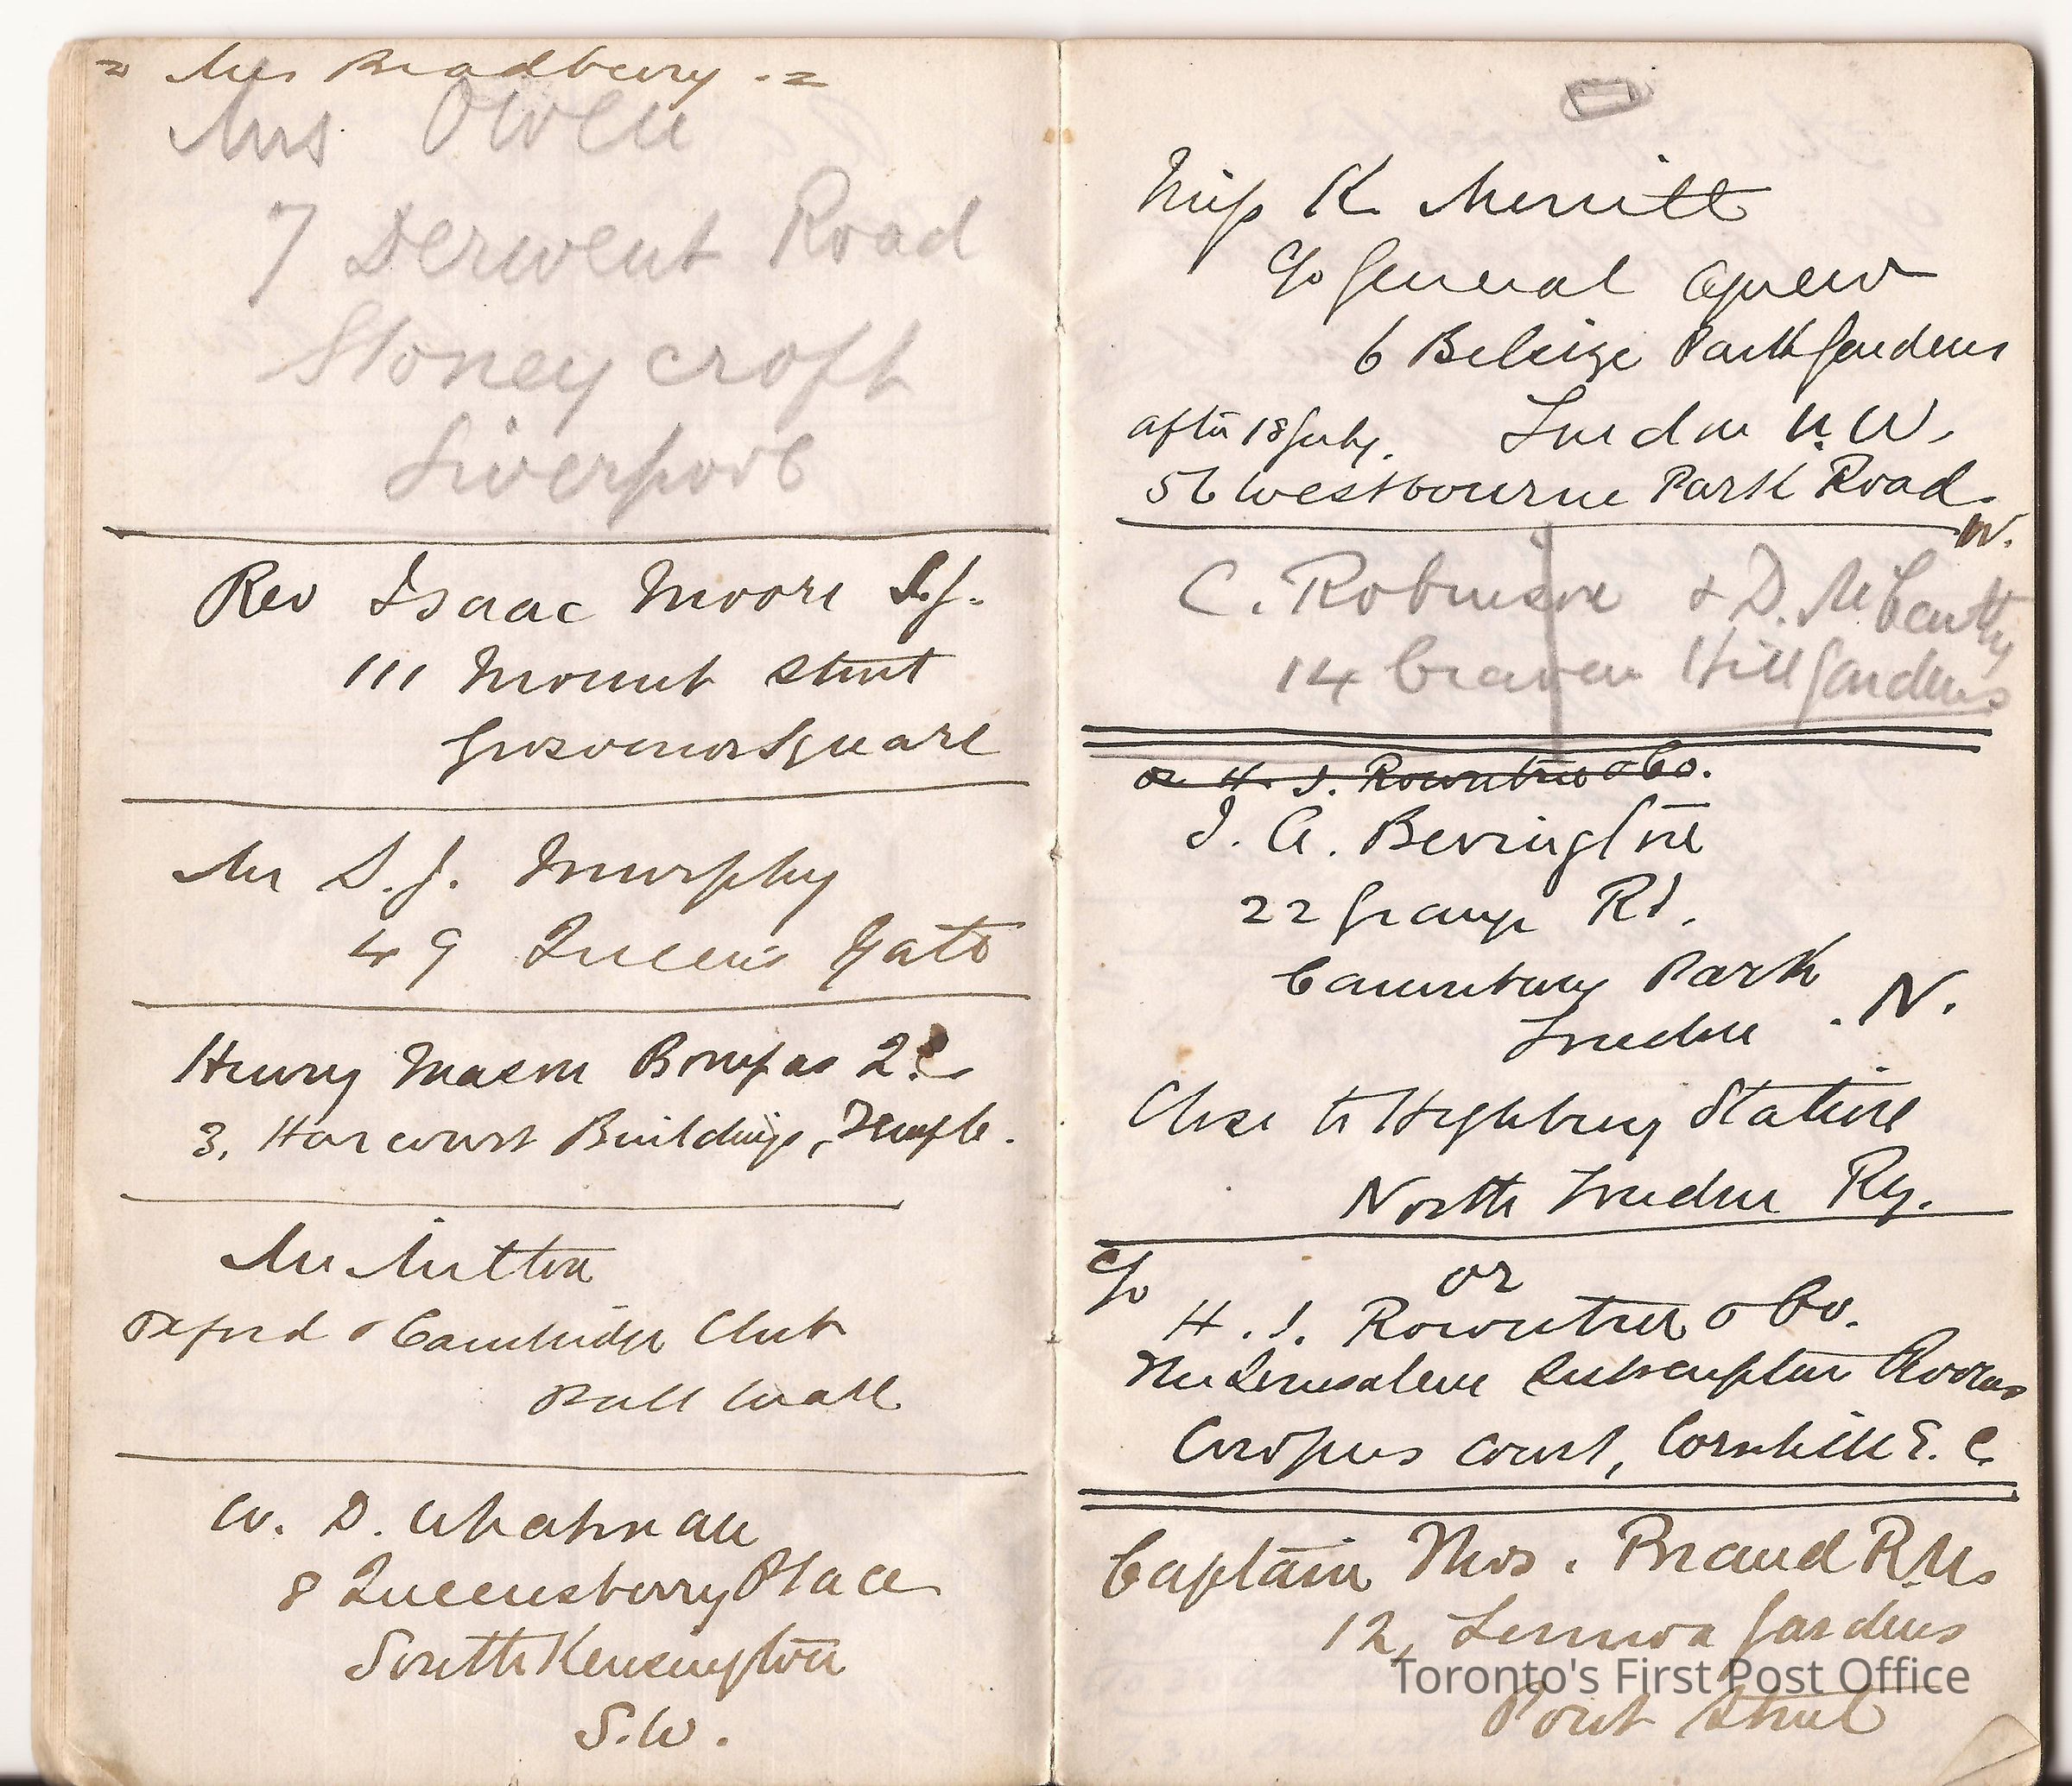 = Mrs Bradbury . =
Mrs Owen
7 Derwent Road
Stoneycroft
Liverpool
Rev Isaac Moore S.J.
111 Mount Street
Grosvenor Square
Mr D. J. Murphy
49 Queen's Gate
Henry Mason Bompas Q.C.
3, Harcourt Buildings, Temple.
Mr
Oxford & Cambridge Club
Pall Mall
W. D.
8 Queensberry Place
South Kensington
S.W.
Miss K Merritt
c/o General Agnew
6 Belsize Park Gardens
after 18 July. London N.W.
56 Westbourne Park Road
W.
C. Robinson & D. McCarthy
14 Craven Hill Gardens
or H. J. Rowntree & Co.
J. A. Bevington
22 Grange Rd.
Canonbury Park
London . N.
Close to Highbury Station
North London Ry.
c/o or
H. J. Rowntree & Co.
The Jerusalem Subscription Rooms
Cowpers Court, Cornhill E. C.
Captain Thos. Brand R.N.
12, Gardens
Toronto's First Post Office
Pont Street